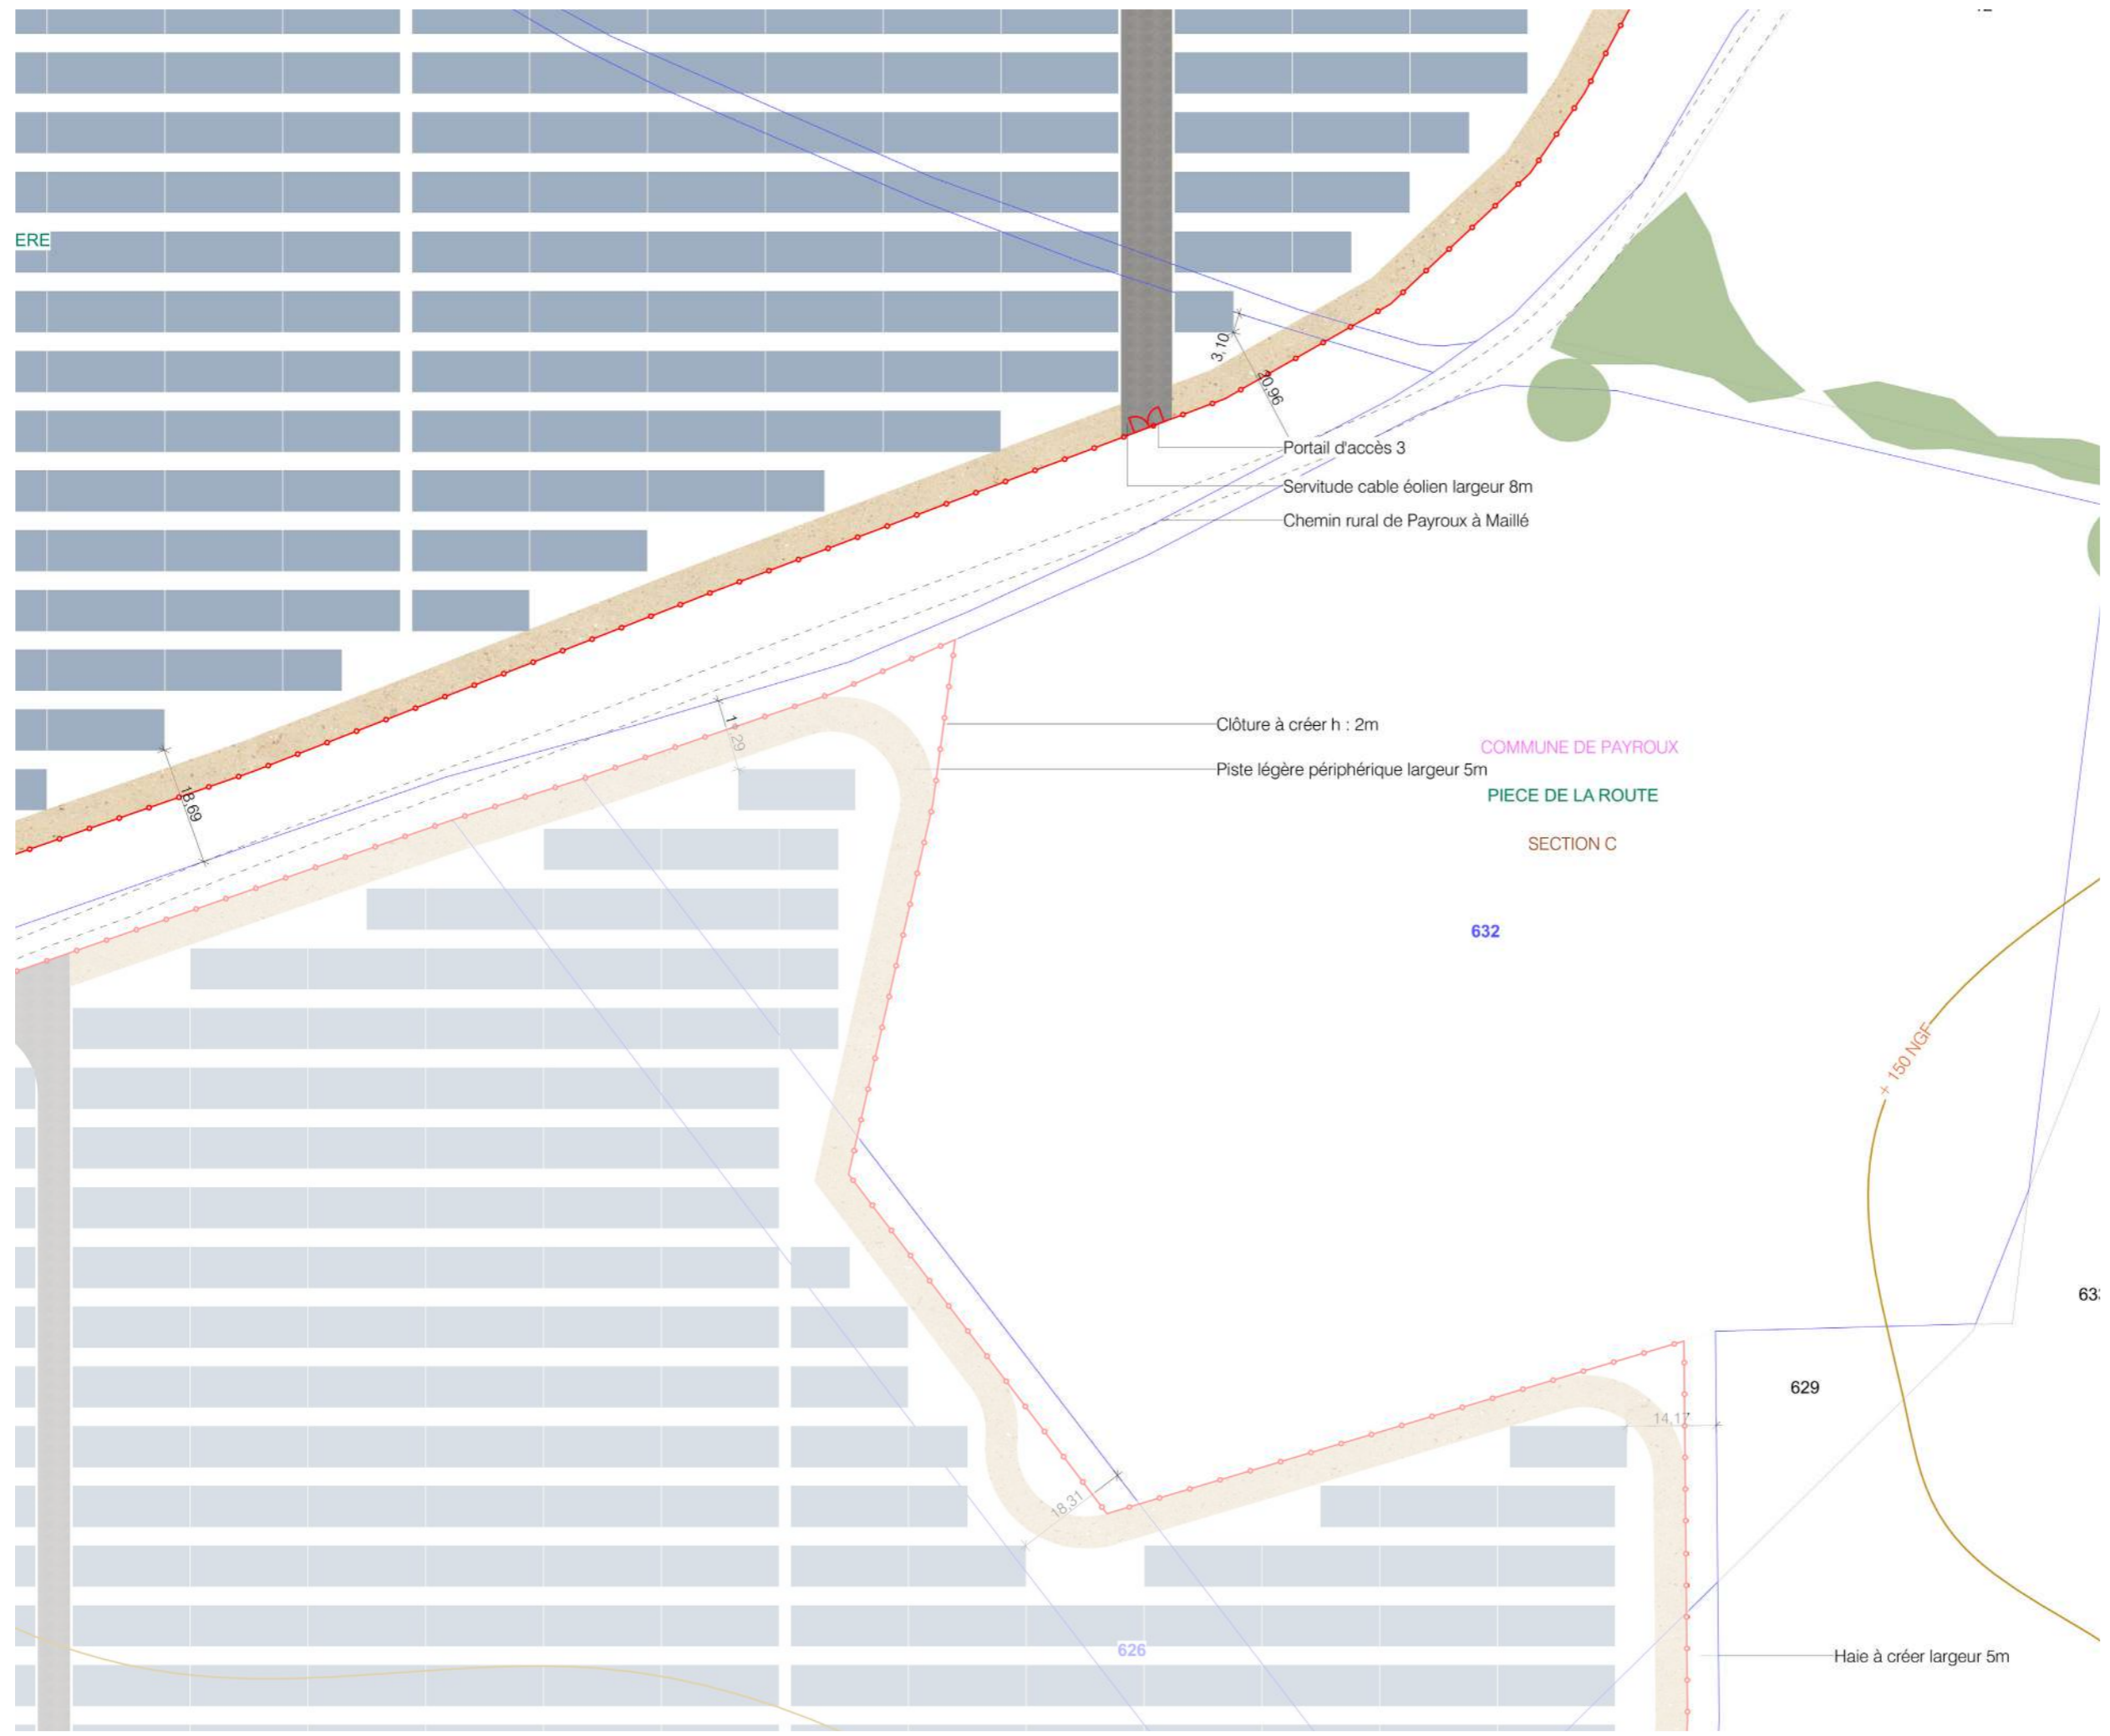 ERE
3,10
20,96
Portail d'accès 3
Servitude cable éolien largeur 8m
Chemin rural de Payroux à Maillé
Clôture à créer h : 2m
COMMUNE DE PAYROUX
Piste légère périphérique largeur 5m
PIECE DE LA ROUTE
18,69
SECTION C
632
+ 150 NGF
629
14,17
18,31
626
Haie à créer largeur 5m